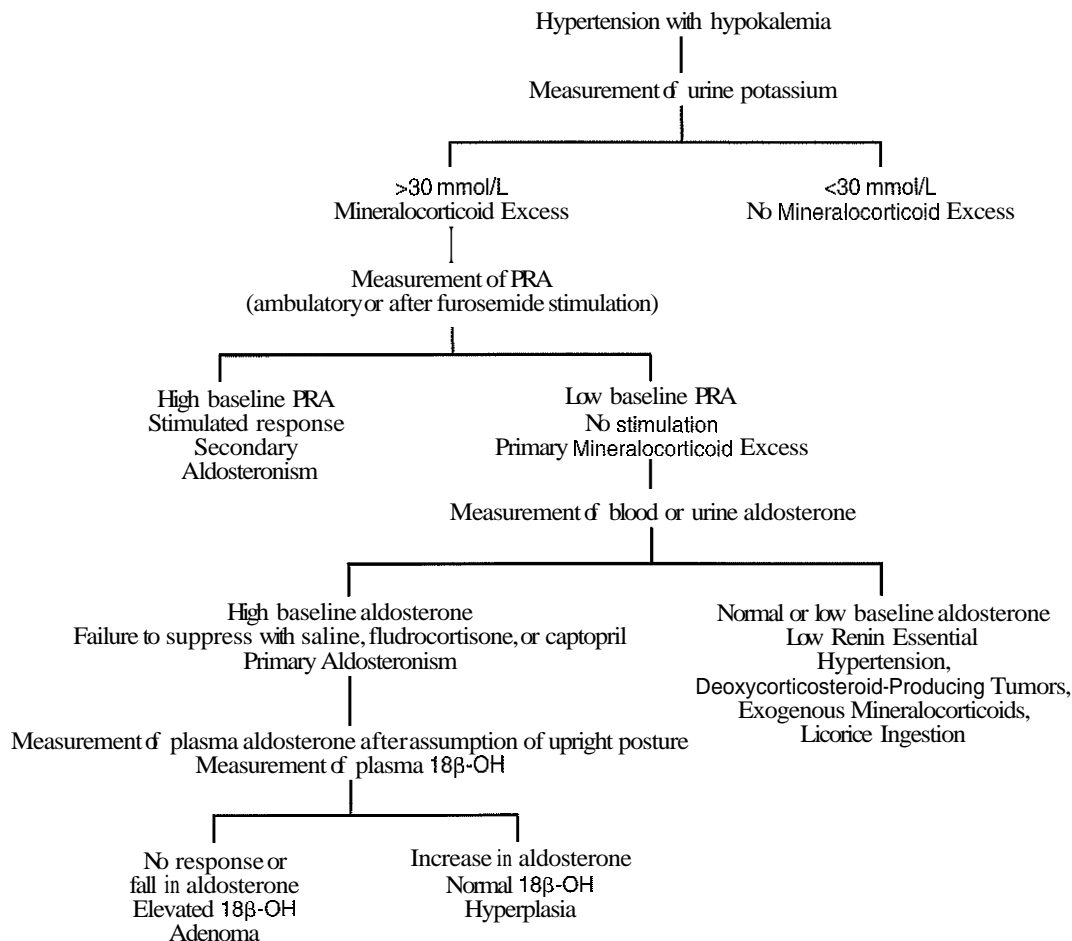 Hypertension with hypokalemia
Measurement of urine potassium
>30 mmol/L
Mineralocorticoid Excess
<30 mmol/L
No Mineralocorticoid Excess
Measurement of PRA
(ambulatory or after furosemide stimulation)
High baseline PRA
Stimulated response
Secondary
Aldosteronism
Low baseline PRA
No stimulation
Primary Mineralocorticoid Excess
Measurement of blood or urine aldosterone
High baseline aldosterone
Failure to suppress with saline, fludrocortisone, or captopril
Primary Aldosteronism
Normal or low baseline aldosterone
Low Renin Essential
Hypertension,
Deoxycorticosteroid-Producing Tumors,
Exogenous Mineralocorticoids,
Licorice Ingestion
Measurement of plasma aldosterone after assumption of upright posture
Measurement of plasma 18β-OH
No response or
fall in aldosterone
Elevated 18β-OH
Adenoma
Increase in aldosterone
Normal 18β-OH
Hyperplasia